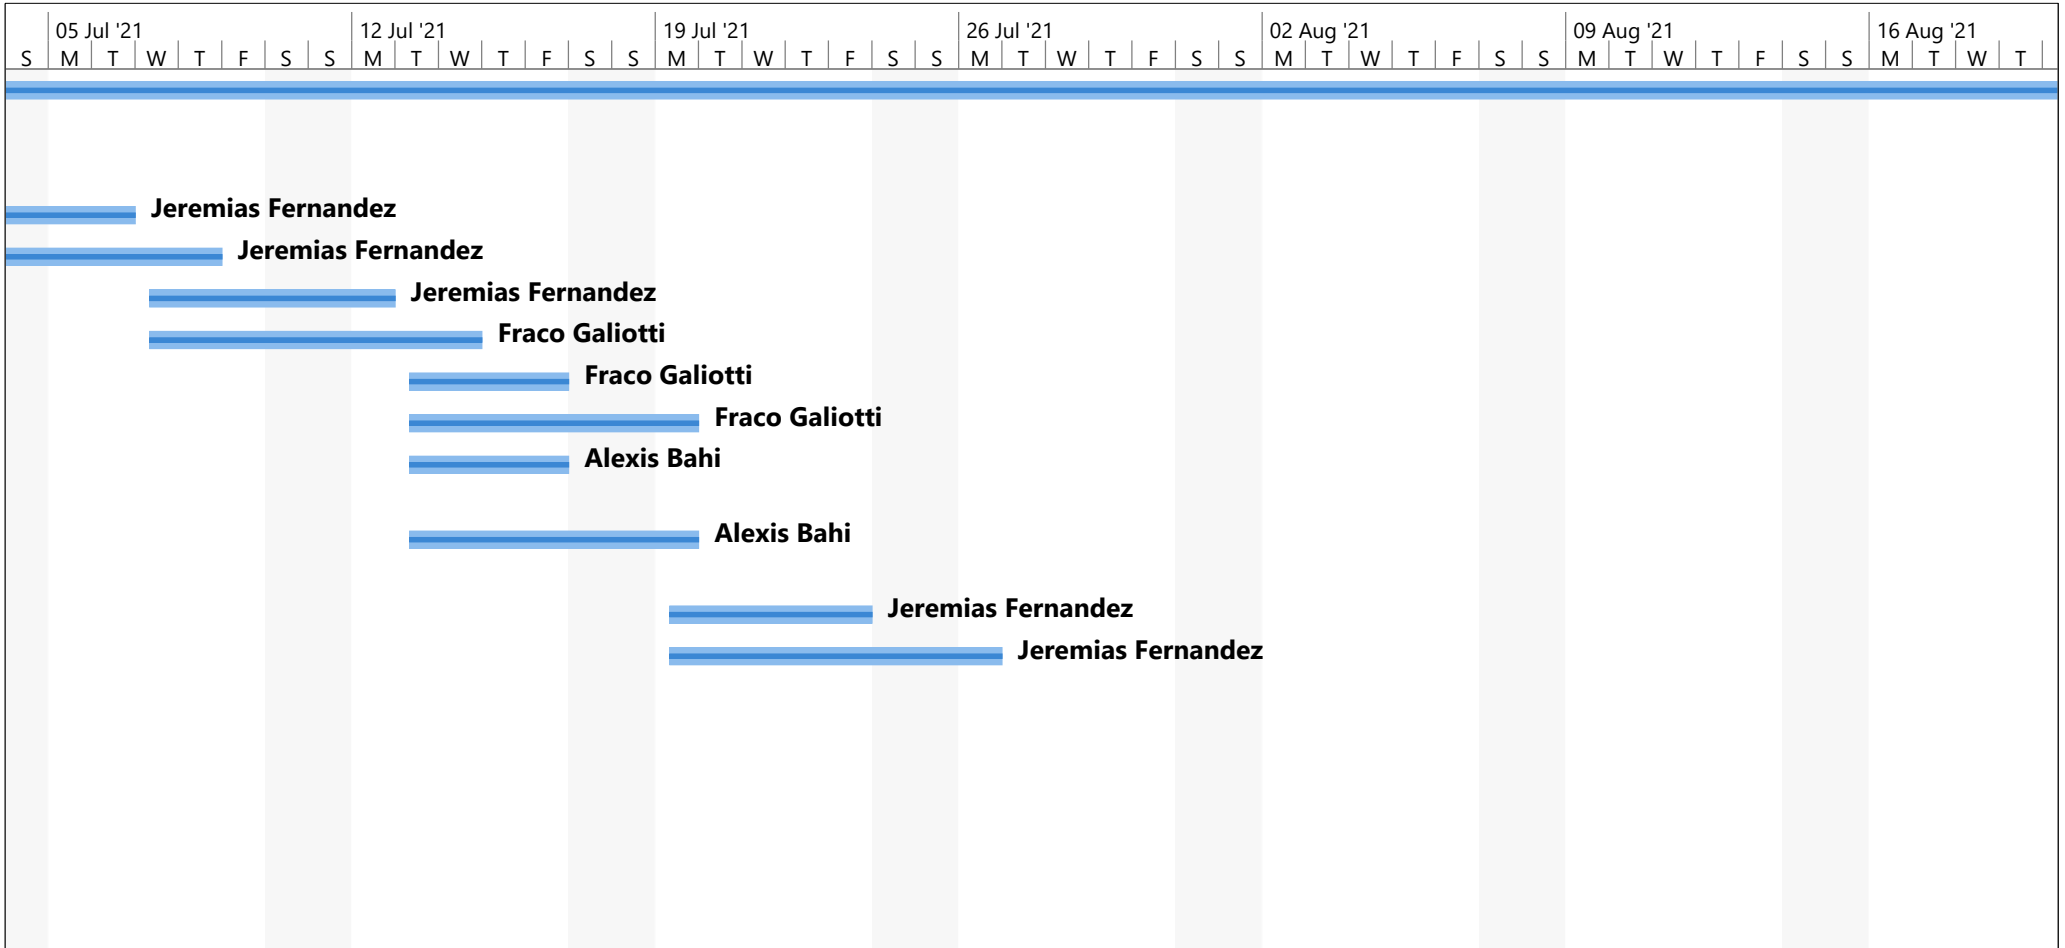 05 Jul '21 12 Jul '21 19 Jul '21 26 Jul '21 02 Aug '21 09 Aug '21 16 Aug '21
S M T W T F S S M T W T F S S M T W T F S S M T W T F S S M T W T F S S M T W T F S S M T W T
Jeremias Fernandez
Jeremias Fernandez
Jeremias Fernandez
Fraco Galiotti
Fraco Galiotti
Fraco Galiotti
Alexis Bahi
Alexis Bahi
Jeremias Fernandez
Jeremias Fernandez